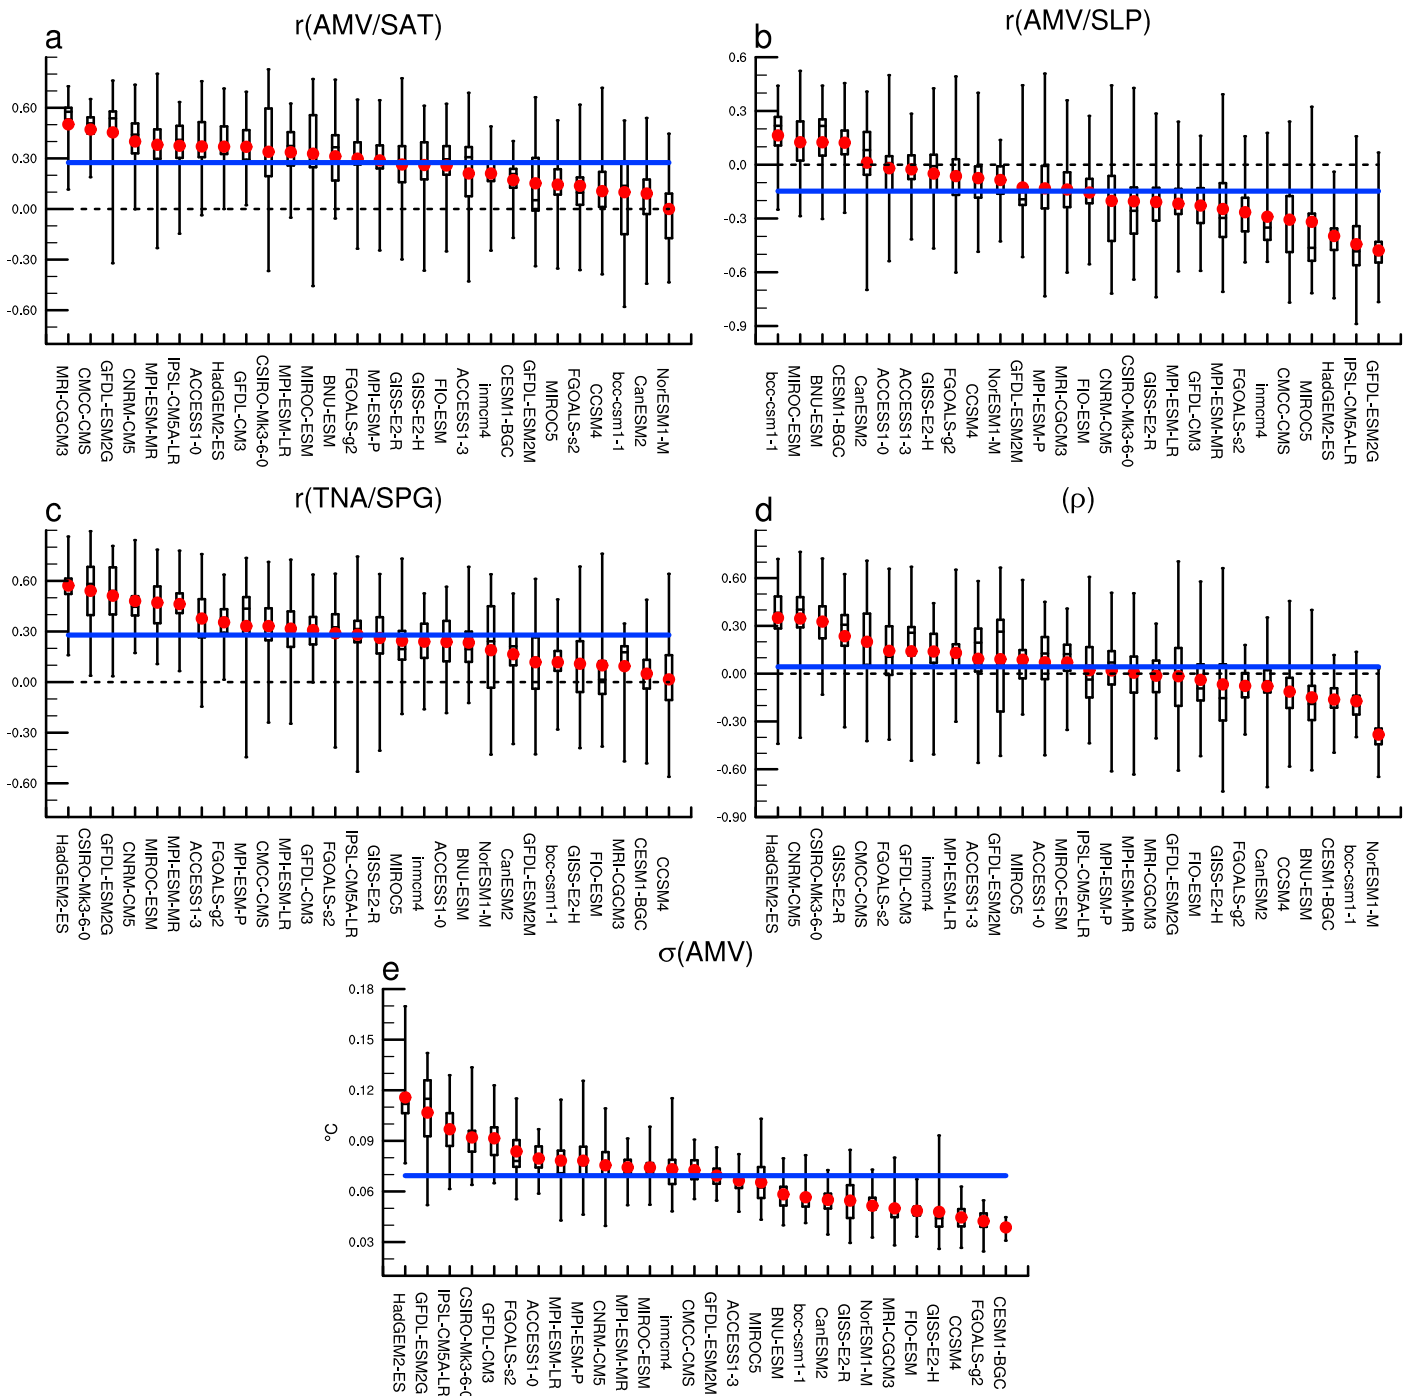 a
r(AMV/SAT)
0.60
0.30
0.00
-0.30
-0.60
MRI-CGCM3
CMCC-CMS
GFDL-ESM2G
CNRM-CM5
MPI-ESM-MR
IPSL-CM5A-LR
ACCESS1-0
HadGEM2-ES
GFDL-CM3
CSIRO-Mk3-6-0
MPI-ESM-LR
MIROC-ESM
BNU-ESM
FGOALS-g2
MPI-ESM-P
GISS-E2-R
GISS-E2-H
FIO-ESM
ACCESS1-3
inmcm4
CESM1-BGC
GFDL-ESM2M
MIROC5
FGOALS-s2
CCSM4
bcc-csm1-1
CanESM2
NorESM1-M
b
r(AMV/SLP)
0.6
0.3
0.0
-0.3
-0.6
-0.9
bcc-csm1-1
MIROC-ESM
BNU-ESM
CESM1-BGC
CanESM2
ACCESS1-0
ACCESS1-3
GISS-E2-H
FGOALS-g2
CCSM4
NorESM1-M
GFDL-ESM2M
MPI-ESM-P
MRI-CGCM3
FIO-ESM
CNRM-CM5
CSIRO-Mk3-6-0
GISS-E2-R
MPI-ESM-LR
GFDL-CM3
MPI-ESM-MR
FGOALS-s2
inmcm4
CMCC-CMS
MIROC5
HadGEM2-ES
IPSL-CM5A-LR
GFDL-ESM2G
c
r(TNA/SPG)
0.60
0.30
0.00
-0.30
-0.60
HadGEM2-ES
CSIRO-Mk3-6-0
GFDL-ESM2G
CNRM-CM5
MIROC-ESM
MPI-ESM-MR
ACCESS1-3
FGOALS-g2
MPI-ESM-P
CMCC-CMS
MPI-ESM-LR
GFDL-CM3
FGOALS-s2
IPSL-CM5A-LR
GISS-E2-R
MIROC5
inmcm4
ACCESS1-0
BNU-ESM
NorESM1-M
CanESM2
GFDL-ESM2M
bcc-csm1-1
GISS-E2-H
FIO-ESM
MRI-CGCM3
CESM1-BGC
CCSM4
d
(ρ)
0.60
0.30
0.00
-0.30
-0.60
-0.90
HadGEM2-ES
CNRM-CM5
CSIRO-Mk3-6-0
GISS-E2-R
CMCC-CMS
FGOALS-s2
GFDL-CM3
inmcm4
MPI-ESM-LR
ACCESS1-3
GFDL-ESM2M
MIROC5
ACCESS1-0
MIROC-ESM
IPSL-CM5A-LR
MPI-ESM-P
MPI-ESM-MR
MRI-CGCM3
GFDL-ESM2G
FIO-ESM
GISS-E2-H
FGOALS-g2
CanESM2
CCSM4
BNU-ESM
CESM1-BGC
bcc-csm1-1
NorESM1-M
e
σ(AMV)
0.18
0.15
0.12
0.09
0.06
0.03
°C
HadGEM2-ES
GFDL-ESM2G
IPSL-CM5A-LR
CSIRO-Mk3-6-0
GFDL-CM3
FGOALS-s2
ACCESS1-0
MPI-ESM-LR
MPI-ESM-P
CNRM-CM5
MPI-ESM-MR
MIROC-ESM
inmcm4
CMCC-CMS
GFDL-ESM2M
ACCESS1-3
MIROC5
BNU-ESM
bcc-csm1-1
CanESM2
GISS-E2-R
NorESM1-M
MRI-CGCM3
FIO-ESM
GISS-E2-H
CCSM4
FGOALS-g2
CESM1-BGC